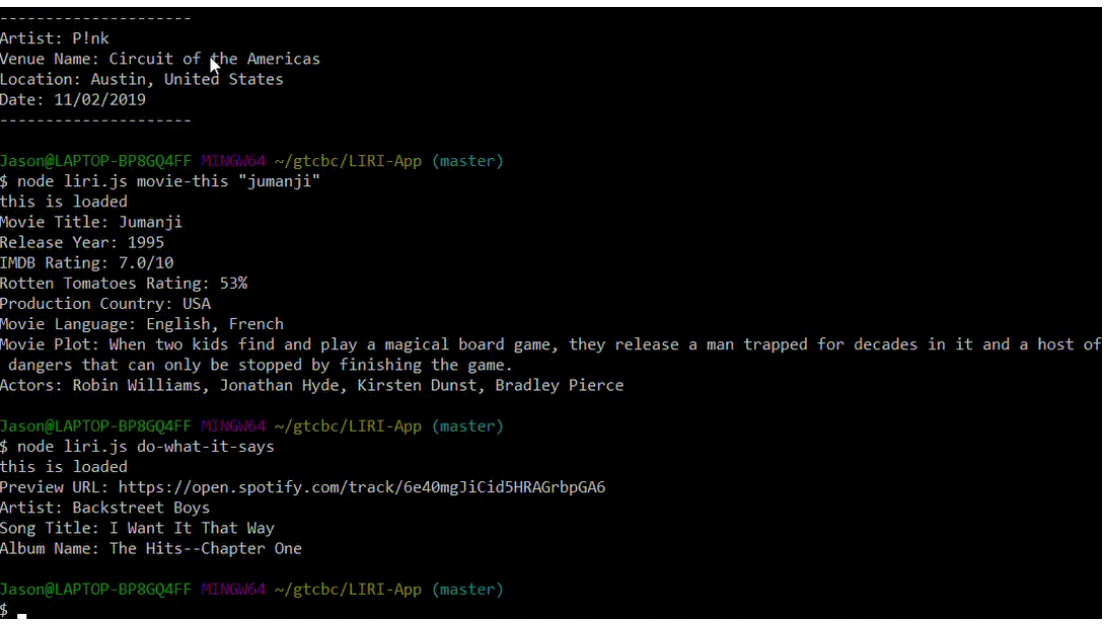 ---------------------
Artist: P!nk
Venue Name: Circuit of the Americas
Location: Austin, United States
Date: 11/02/2019
---------------------
Jason@LAPTOP-BP8GQ4FF MINGW64 ~/gtcbc/LIRI-App (master)
$ node liri.js movie-this "jumanji"
this is loaded
Movie Title: Jumanji
Release Year: 1995
IMDB Rating: 7.0/10
Rotten Tomatoes Rating: 53%
Production Country: USA
Movie Language: English, French
Movie Plot: When two kids find and play a magical board game, they release a man trapped for decades in it and a host of
dangers that can only be stopped by finishing the game.
Actors: Robin Williams, Jonathan Hyde, Kirsten Dunst, Bradley Pierce
Jason@LAPTOP-BP8GQ4FF MINGW64 ~/gtcbc/LIRI-App (master)
$ node liri.js do-what-it-says
this is loaded
Preview URL: https://open.spotify.com/track/6e40mgJiCid5HRAGrbpGA6
Artist: Backstreet Boys
Song Title: I Want It That Way
Album Name: The Hits--Chapter One
Jason@LAPTOP-BP8GQ4FF MINGW64 ~/gtcbc/LIRI-App (master)
$